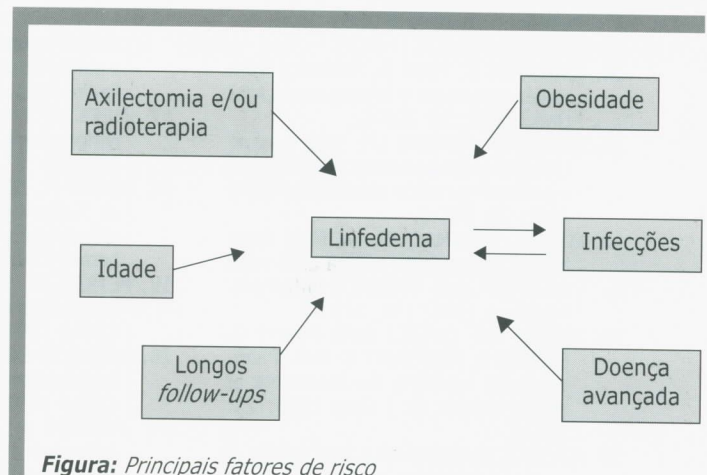 Axilectomia e/ou
radioterapia
Obesidade
Linfedema
Infecções
Idade
Longos
follow-ups
Doença
avançada
Figura: Principais fatores de risco